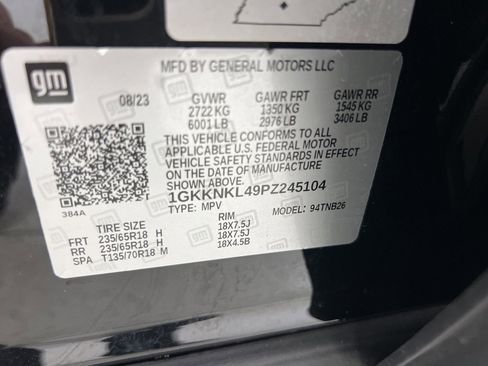 gm
MFD BY GENERAL MOTORS LLC
08/23 GVWR GAWR FRT GAWR RR
2722 KG 1350 KG 1545 KG
6001 LB 2976 LB 3406 LB
THIS VEHICLE CONFORMS TO ALL
APPLICABLE U.S. FEDERAL MOTOR
VEHICLE SAFETY STANDARDS IN EFFECT
ON THE DATE OF MANUFACTURE SHOWN ABOVE.
384A 1GKKNKL49PZ245104
TYPE: MPV MODEL: 94TNB26
TIRE SIZE RIM
FRT 235/65R18 H 18X7.5J
RR 235/65R18 H 18X7.5J
SPA T135/70R18 M 18X4.5B